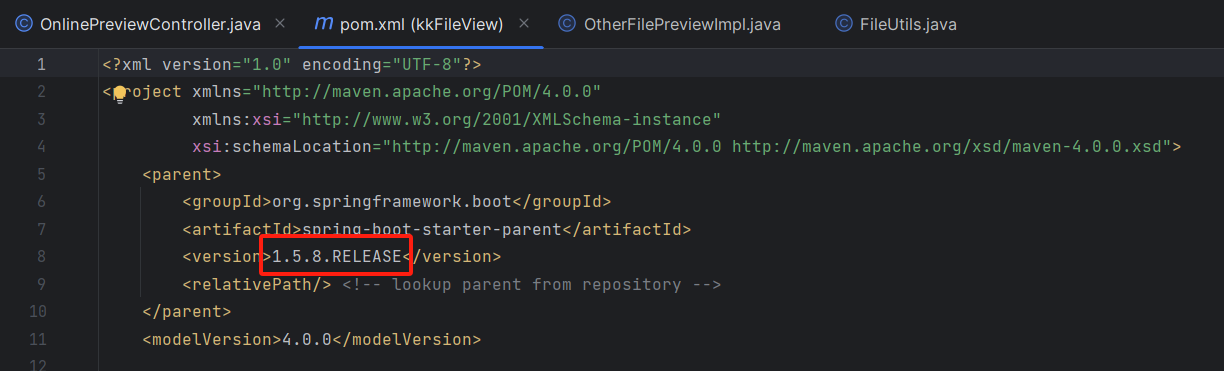 OnlinePreviewController.java pom.xml (kkFileView) OtherFilePreviewImpl.java FileUtils.java
1 <?xml version="1.0" encoding="UTF-8"?>
2 <project xmlns="http://maven.apache.org/POM/4.0.0"
3 xmlns:xsi="http://www.w3.org/2001/XMLSchema-instance"
4 xsi:schemaLocation="http://maven.apache.org/POM/4.0.0 http://maven.apache.org/xsd/maven-4.0.0.xsd">
5 <parent>
6 <groupId>org.springframework.boot</groupId>
7 <artifactId>spring-boot-starter-parent</artifactId>
8 <version>1.5.8.RELEASE</version>
9 <relativePath/> <!-- lookup parent from repository -->
10 </parent>
11 <modelVersion>4.0.0</modelVersion>
12